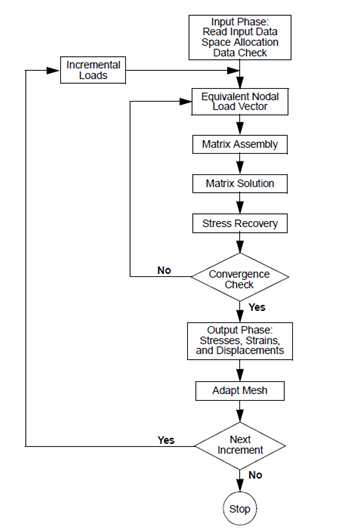 Input Phase:
Read Input Data
Space Allocation
Data Check
Incremental
Loads
Equivalent Nodal
Load Vector
Matrix Assembly
Matrix Solution
Stress Recovery
No
Convergence
Check
Yes
Output Phase:
Stresses, Strains,
and Displacements
Adapt Mesh
Yes
Next
Increment
No
Stop